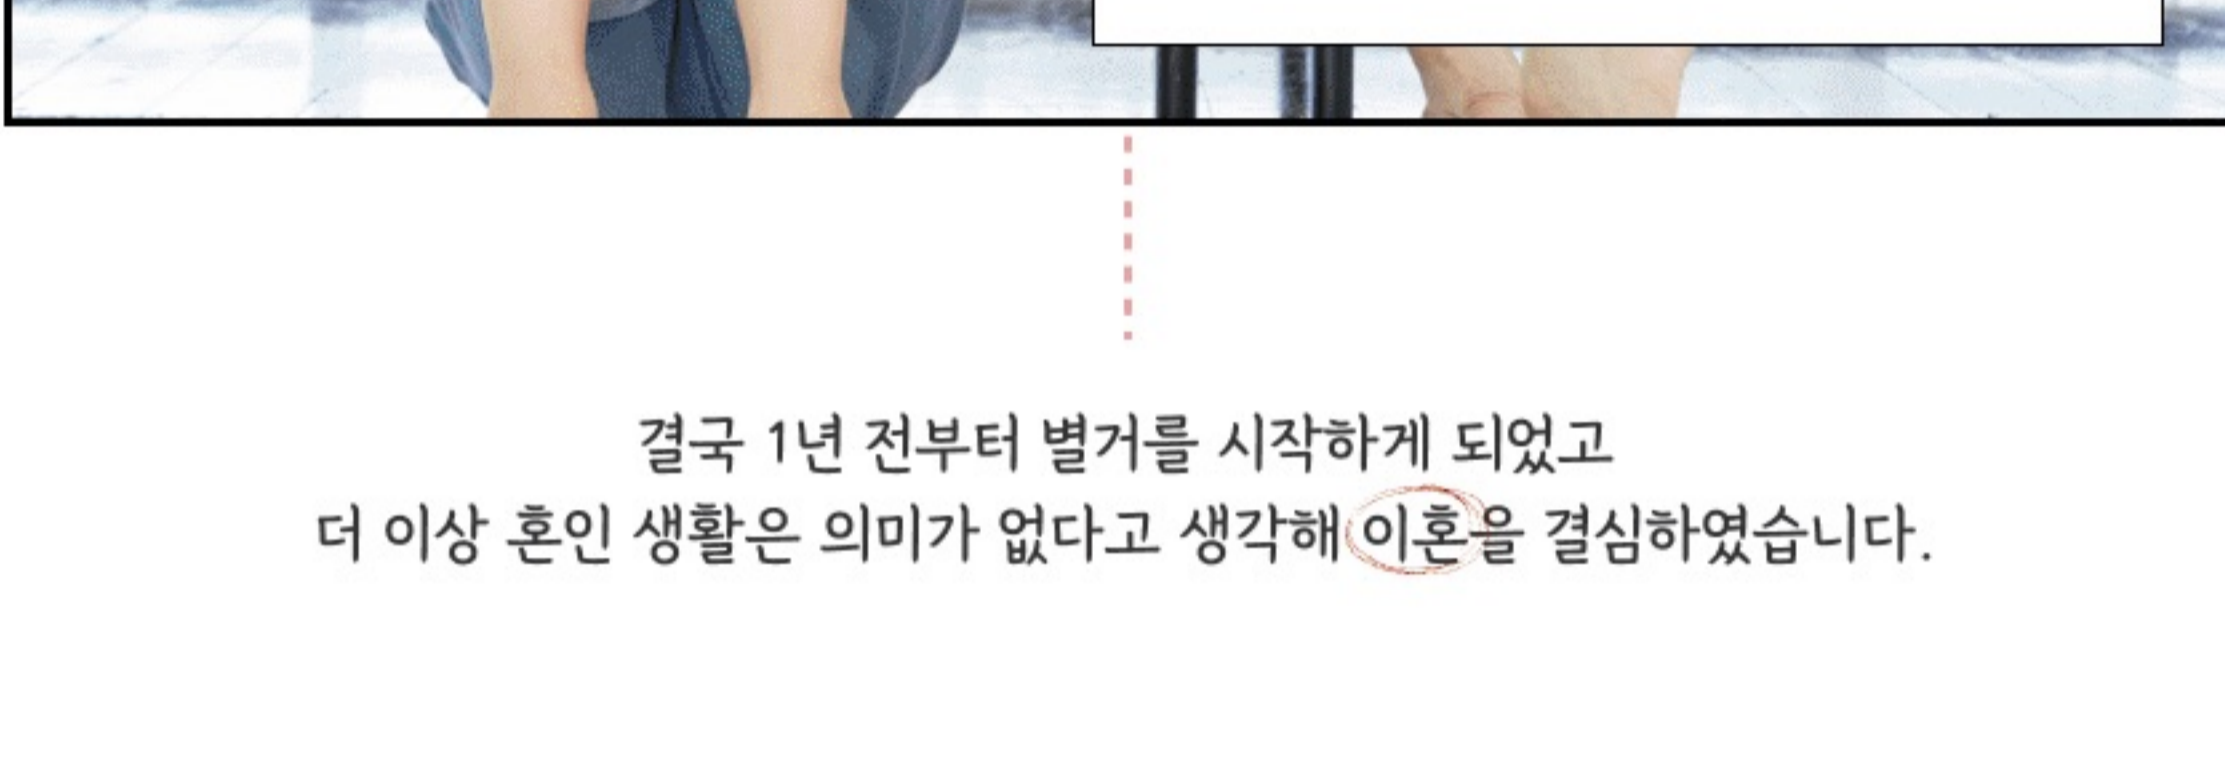 결국 1년 전부터 별거를 시작하게 되었고
더 이상 혼인 생활은 의미가 없다고 생각해 이혼을 결심하였습니다.